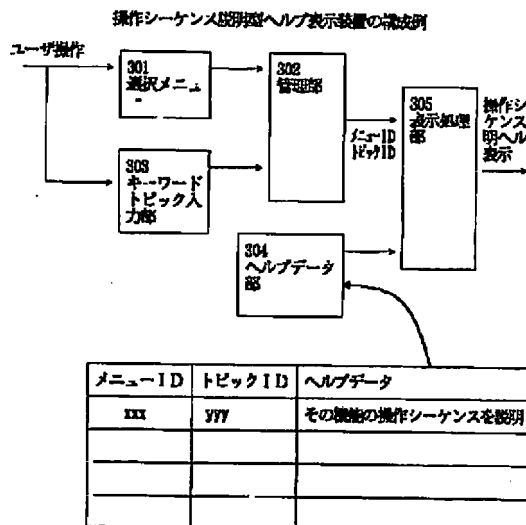 操作シーケンス説明型ヘルプ表示装置の構成例
ユーザ操作
301
選択メニュ
ー
302
管理部
303
キーワード
トピック入
力部
メニューID
トピックID
305
表示処理
部
操作シ
ケンス
明ヘル
表示
304
ヘルプデータ
部
メニューID トピックID ヘルプデータ
xxx yyy その機能の操作シーケンスを説明